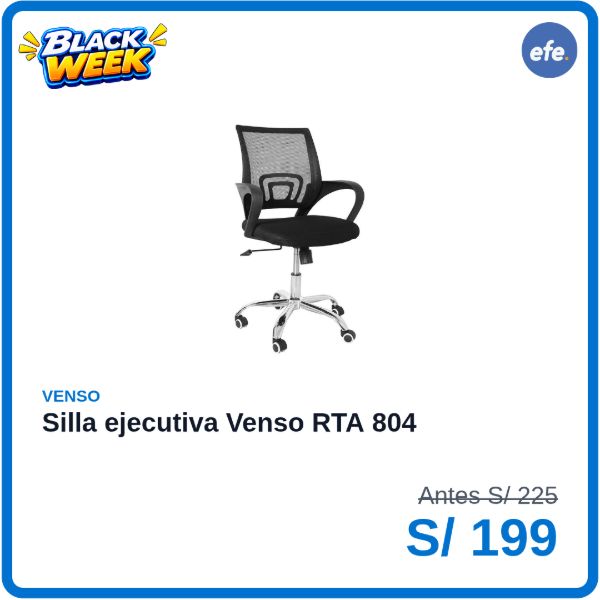 BLACK
WEEK
efe.
VENSO
Silla ejecutiva Venso RTA 804
Antes S/ 225
S/ 199